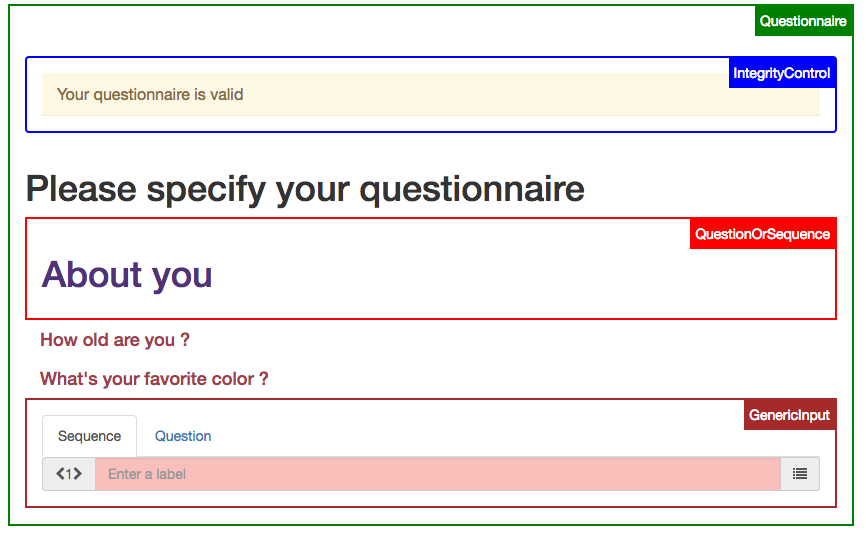 Questionnaire
IntegrityControl
Your questionnaire is valid
Please specify your questionnaire
QuestionOrSequence
About you
How old are you ?
What's your favorite color ?
GenericInput
Sequence Question
1 Enter a label